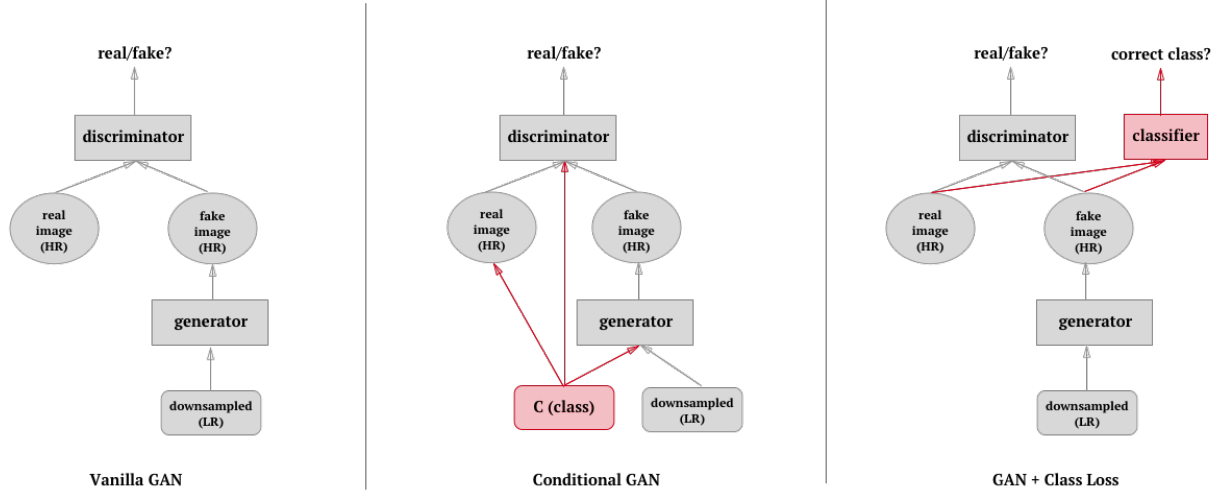 real/fake?
discriminator
real
image
(HR)
fake
image
(HR)
generator
downsampled
(LR)
Vanilla GAN
real/fake?
discriminator
real
image
(HR)
fake
image
(HR)
generator
C (class)
downsampled
(LR)
Conditional GAN
real/fake?
correct class?
discriminator
classifier
real
image
(HR)
fake
image
(HR)
generator
downsampled
(LR)
GAN + Class Loss